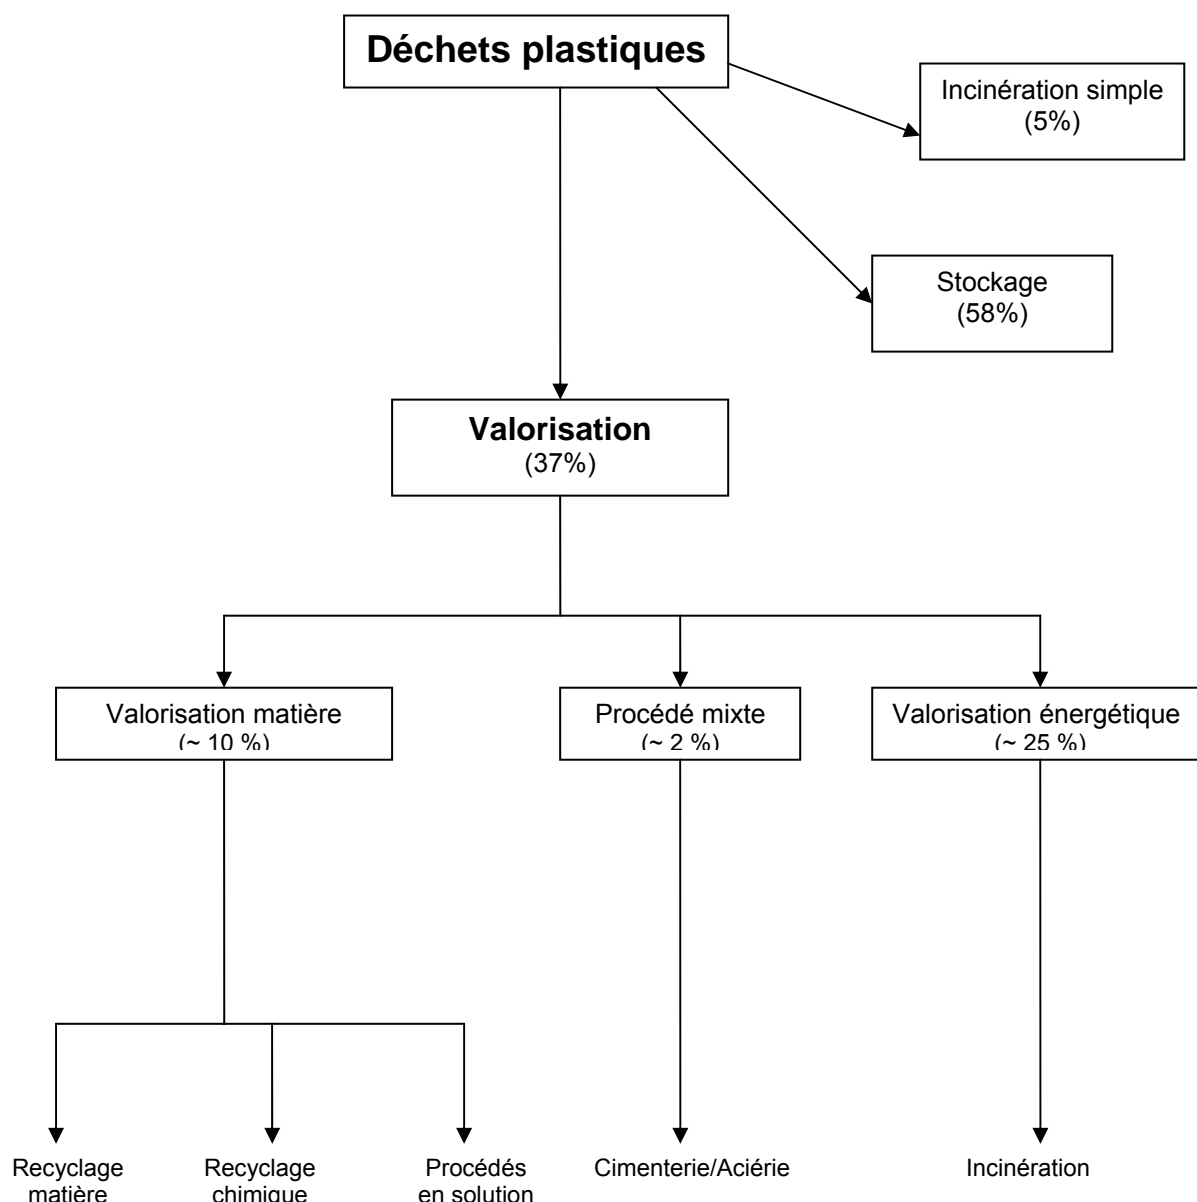 Déchets plastiques
Incinération simple
(5%)
Stockage
(58%)
Valorisation
(37%)
Valorisation matière
(~ 10 %)
Procédé mixte
(~ 2 %)
Valorisation énergétique
(~ 25 %)
Recyclage
matière
Recyclage
chimique
Procédés
en solution
Cimenterie/Aciérie
Incinération